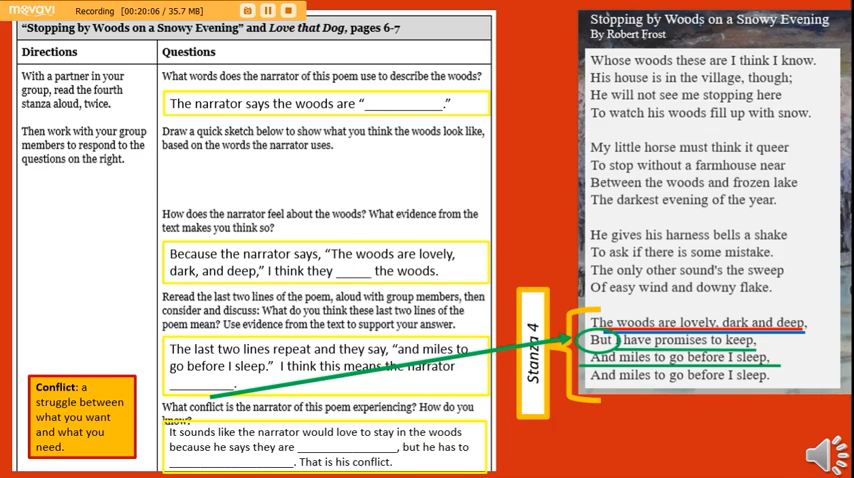 movavi
Recording [00:20:06 / 35.7 MB]
"Stopping by Woods on a Snowy Evening" and Love that Dog, pages 6-7
Directions
Questions
With a partner in your
group, read the fourth
stanza aloud, twice.
Then work with your group
members to respond to the
questions on the right.
What words does the narrator of this poem use to describe the woods?
The narrator says the woods are "____________."
Draw a quick sketch below to show what you think the woods look like,
based on the words the narrator uses.
How does the narrator feel about the woods? What evidence from the
text makes you think so?
Because the narrator says, "The woods are lovely,
dark, and deep," I think they _____ the woods.
Reread the last two lines of the poem, aloud with group members, then
consider and discuss: What do you think these last two lines of the
poem mean? Use evidence from the text to support your answer.
The last two lines repeat and they say, "and miles to
go before I sleep." I think this means the narrator
__________.
What conflict is the narrator of this poem experiencing? How do you
know?
It sounds like the narrator would love to stay in the woods
because he says they are ________________, but he has to
____________________. That is his conflict.
Conflict: a
struggle between
what you want
and what you
need.
Stanza 4
Stopping by Woods on a Snowy Evening
By Robert Frost
Whose woods these are I think I know.
His house is in the village, though;
He will not see me stopping here
To watch his woods fill up with snow.
My little horse must think it queer
To stop without a farmhouse near
Between the woods and frozen lake
The darkest evening of the year.
He gives his harness bells a shake
To ask if there is some mistake.
The only other sound's the sweep
Of easy wind and downy flake.
The woods are lovely, dark and deep,
But I have promises to keep,
And miles to go before I sleep,
And miles to go before I sleep.